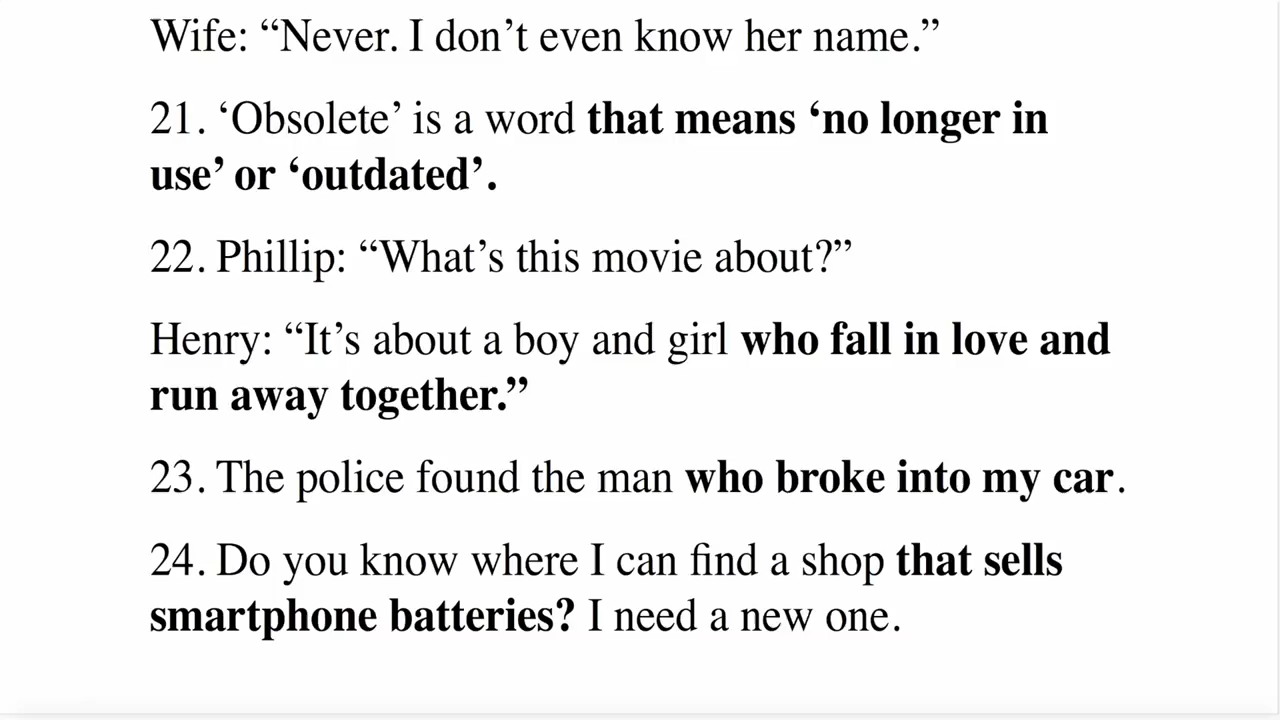 Wife: “Never. I don’t even know her name.”
21. ‘Obsolete’ is a word that means ‘no longer in
use’ or ‘outdated’.
22. Phillip: “What’s this movie about?”
Henry: “It’s about a boy and girl who fall in love and
run away together.”
23. The police found the man who broke into my car.
24. Do you know where I can find a shop that sells
smartphone batteries? I need a new one.